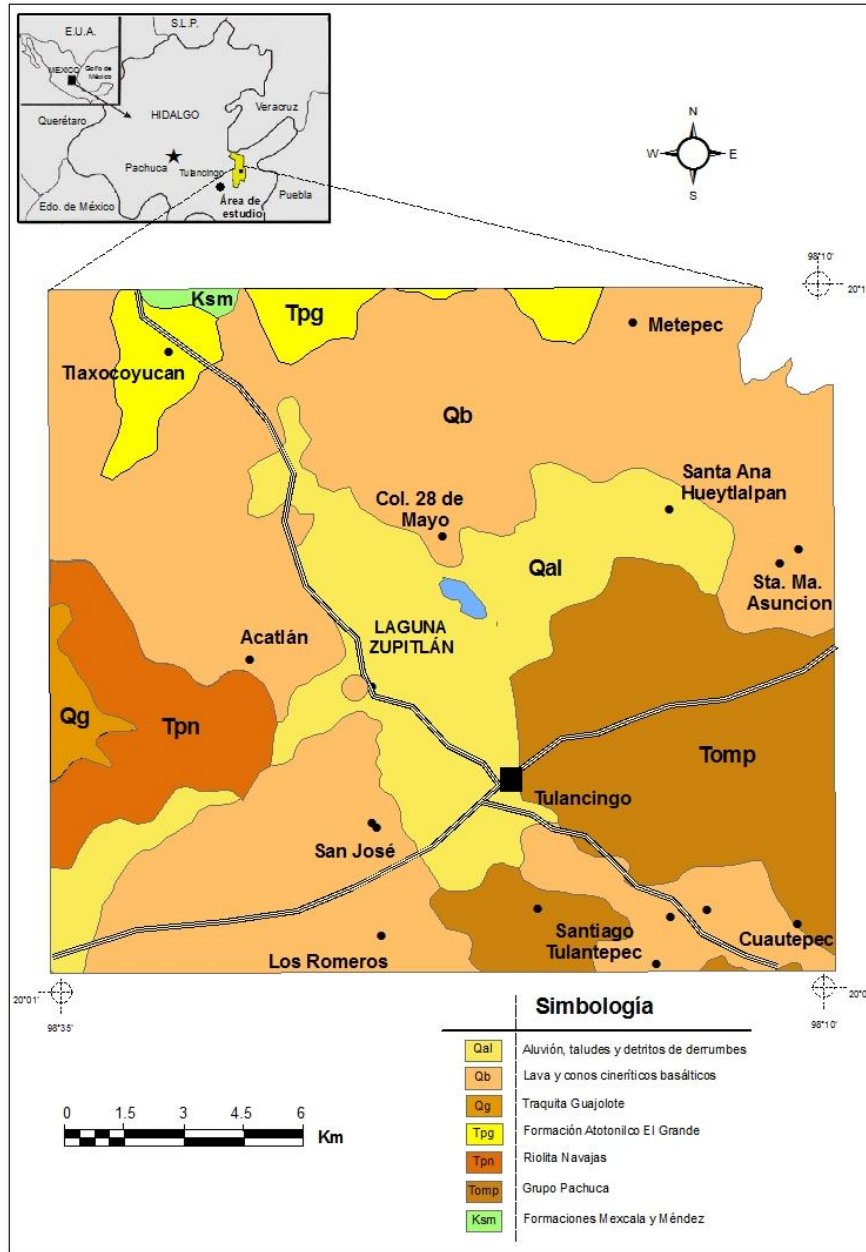 S.L.P.
E.U.A.
MEXICO
Golfo de
México
HIDALGO
Veracruz
Querétaro
Pachuca
Tulancingo
Área de
estudio
Puebla
Edo. de México
N
W
E
S
98°10'
20°1
Ksm
Tpg
Metepec
Tlaxocoyucan
Qb
Santa Ana
Hueytlalpan
Col. 28 de
Mayo
Qal
Sta. Ma.
Asuncion
LAGUNA
ZUPITLÁN
Acatlán
Qg
Tpn
Tomp
Tulancingo
San José
Santiago
Tulantepec
Cuautepec
Los Romeros
20°01'
98°35'
20°0
98°10'
Simbología
Qal Aluvión, taludes y detritos de derrumbes
Qb Lava y conos cineríticos basálticos
Qg Traquita Guajolote
Tpg Formación Atotonilco El Grande
Tpn Riolita Navajas
Tomp Grupo Pachuca
Ksm Formaciones Mexcala y Méndez
0 1.5 3 4.5 6
Km